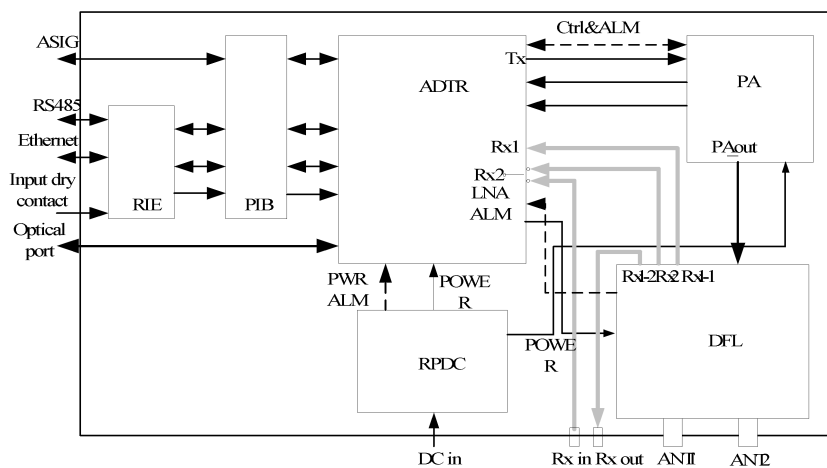 Ctrl&ALM
ASIG
Tx
PA
ADTR
RS485
Ethernet
Rx1
PAout
Input dry
contact
Rx2
LNA
ALM
RIE
PIB
Optical
port
PWR
ALM
POWE
R
Rx1-2 Rx2 Rx1-1
POWE
R
DFL
RPDC
DC in
Rx in Rx out
ANT1
ANT2